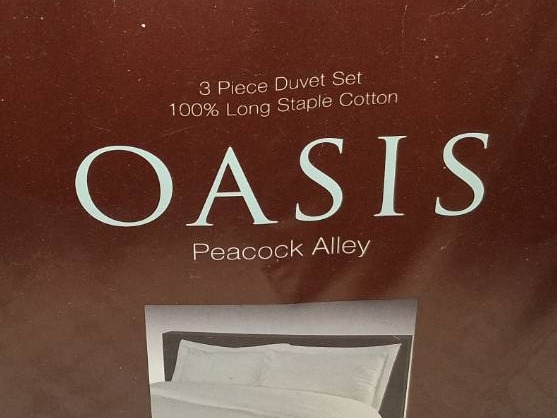 3 Piece Duvet Set
100% Long Staple Cotton
OASIS
Peacock Alley